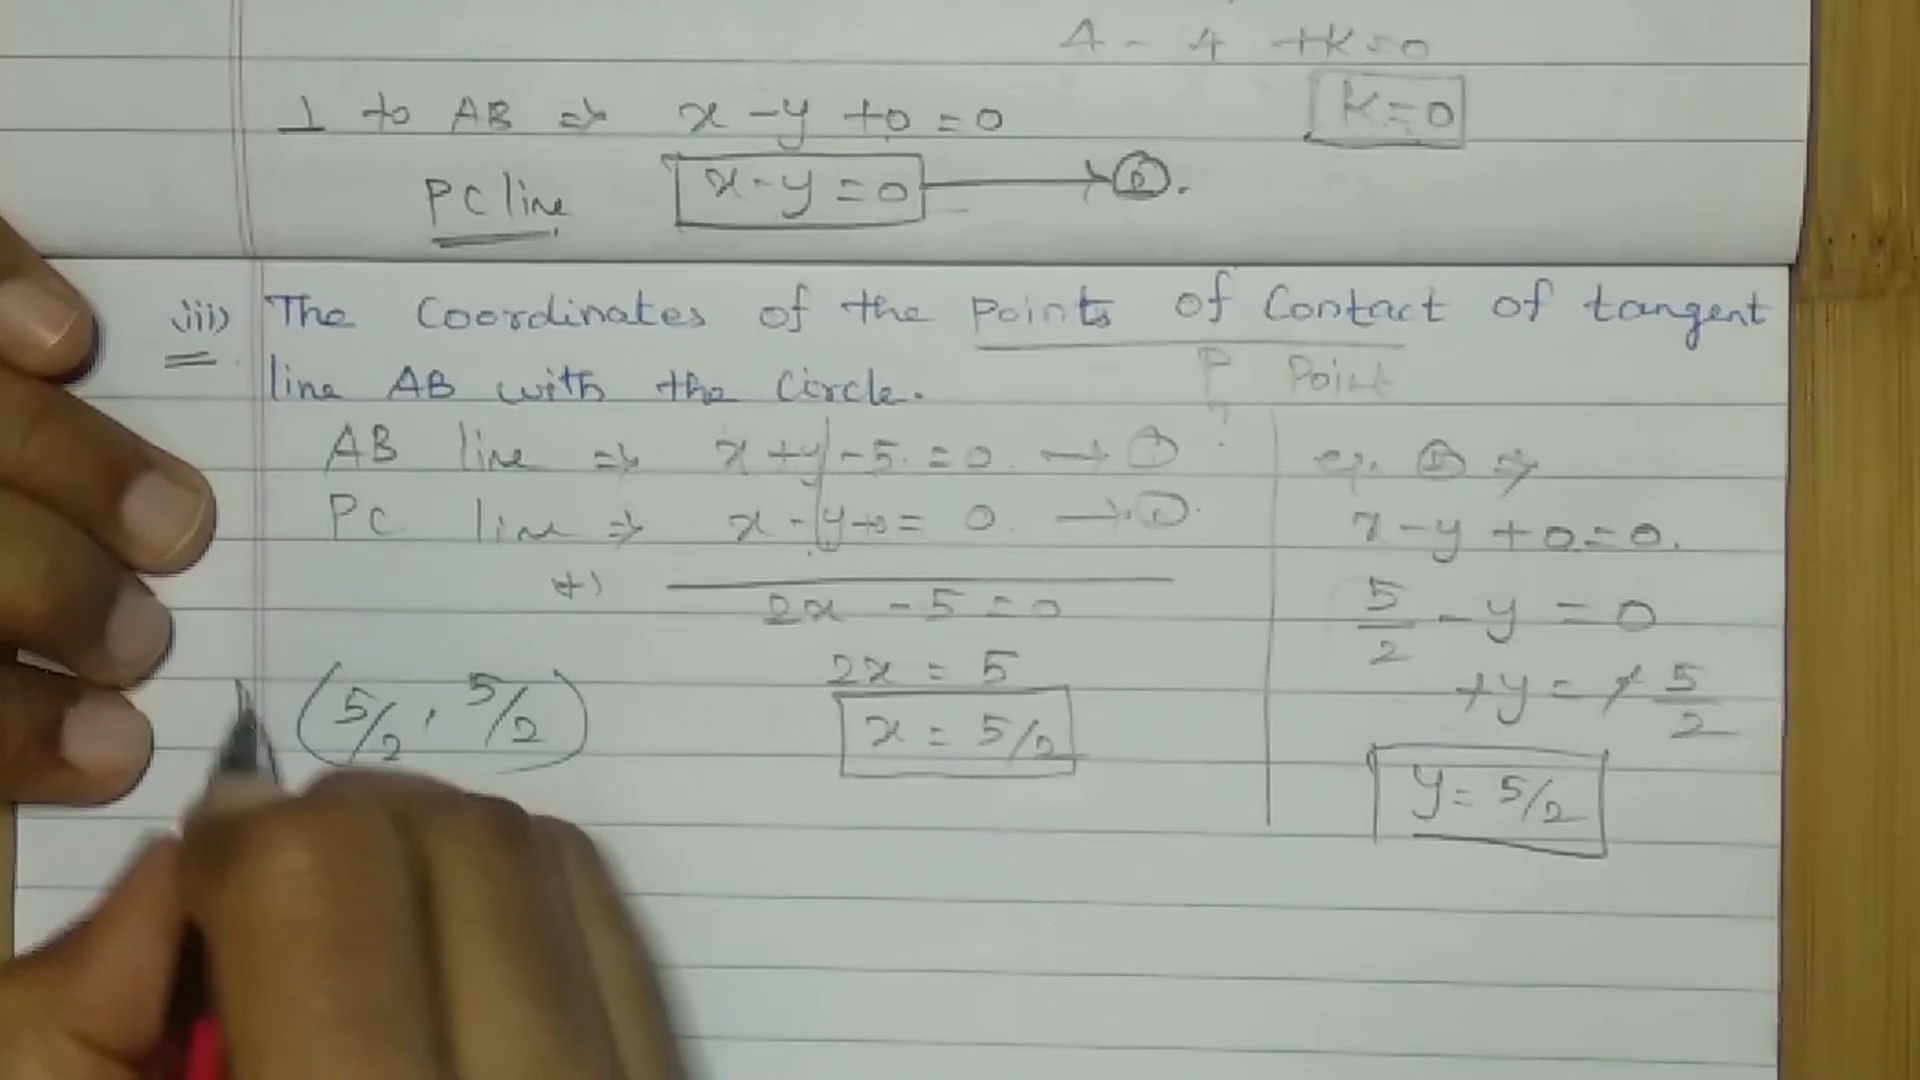 4 - 4 + K = 0
K = 0
⊥ to AB ⇒ x - y + 0 = 0
PC line x - y = 0 → ②.
iii) The Coordinates of the Points of Contact of tangent
P Point
line AB with the Circle.
?
AB line ⇒ x + y - 5 = 0. → ①
PC line ⇒ x - y + 0 = 0. → ②.
+)
2x - 5 = 0
2x = 5
x = 5/2
eq. ② ⇒
x - y + 0 = 0.
5/2 - y = 0
+y = + 5/2
y = 5/2
(5/2, 5/2)